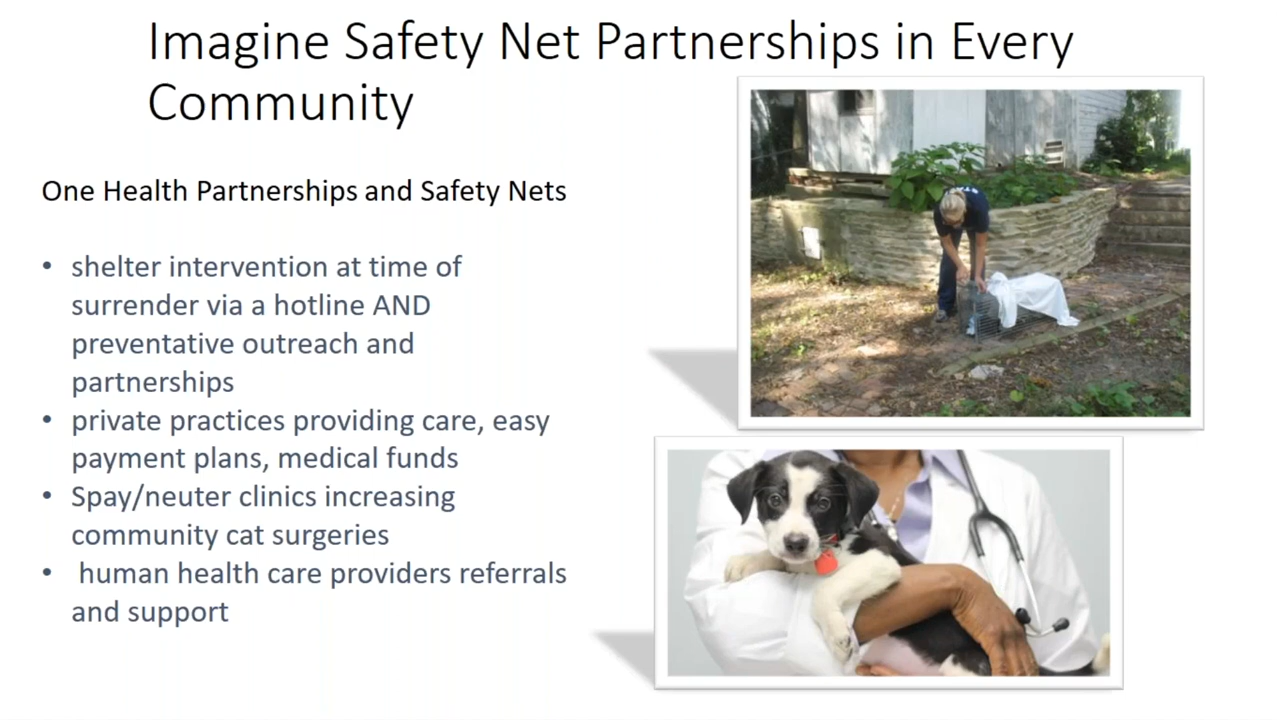 Imagine Safety Net Partnerships in Every
Community
One Health Partnerships and Safety Nets
• shelter intervention at time of
surrender via a hotline AND
preventative outreach and
partnerships
• private practices providing care, easy
payment plans, medical funds
• Spay/neuter clinics increasing
community cat surgeries
• human health care providers referrals
and support